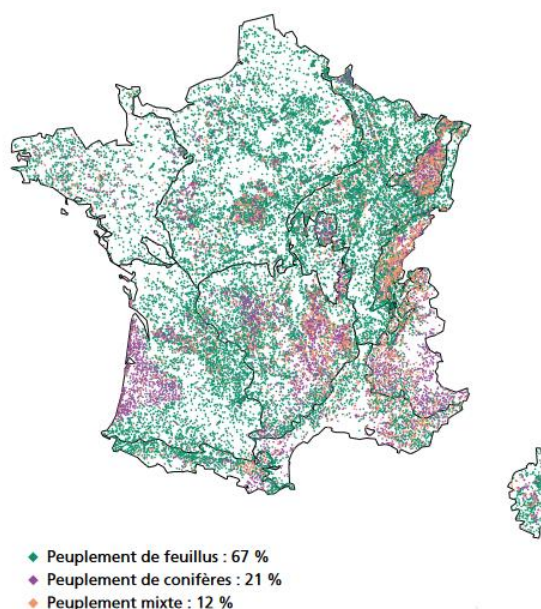 Peuplement de feuillus : 67 %
Peuplement de conifères : 21 %
Peuplement mixte : 12 %